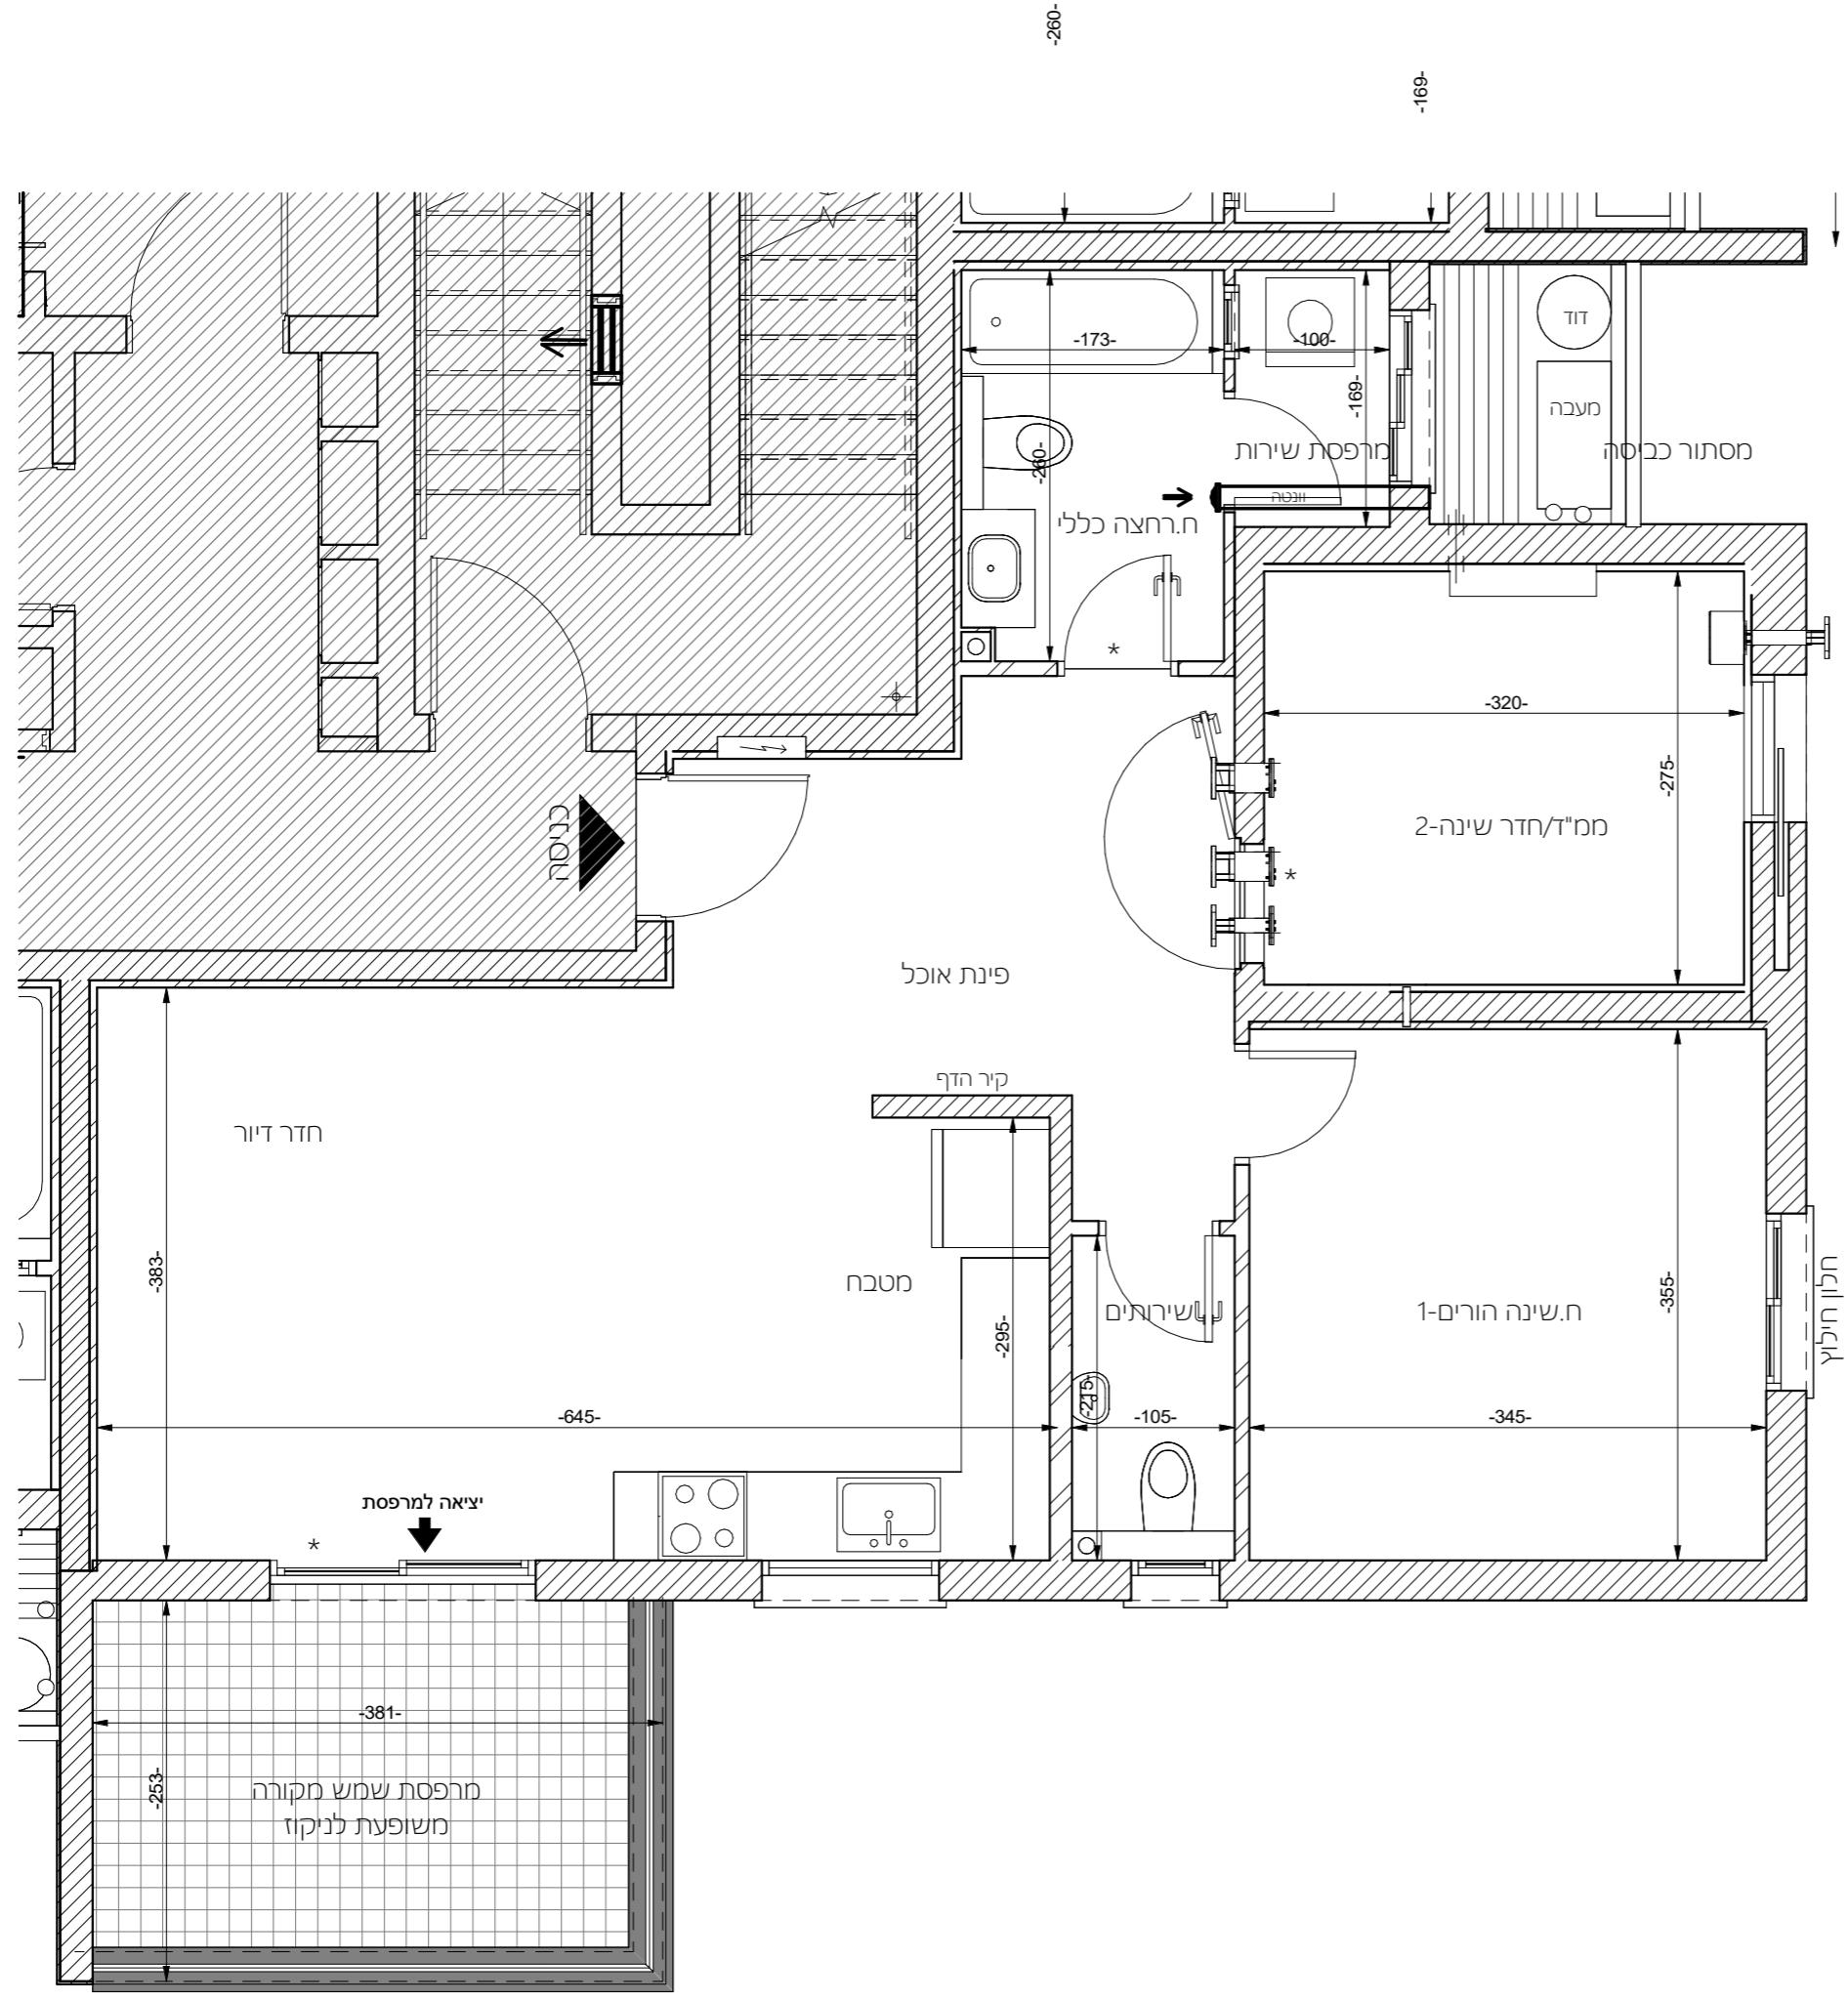 -260-
-169-
דוד
-173-
-100-
-169-
מעבה
מרפסת שירות
מסתור כביסה
-260-
וונטה
ח.רחצה כללי
*
-320-
-275-
ממ"ד/חדר שינה-2
כניסה
*
פינת אוכל
קיר הדף
חדר דיור
-383-
מטבח
-295-
שירותים
ח.שינה הורים-1
-355-
חלון חילוץ
-215-
-645-
-105-
-345-
יציאה למרפסת
*
-381-
-253-
מרפסת שמש מקורה
משופעת לניקוז